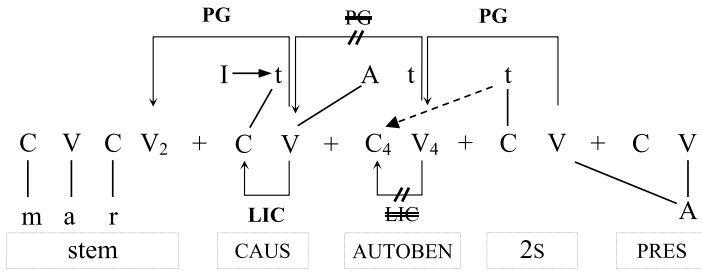 PG PG PG
I t A t t
C V C V₂ + C V + C₄ V₄ + C V + C V
m a r LIC LIC A
stem CAUS AUTOBEN 2S PRES